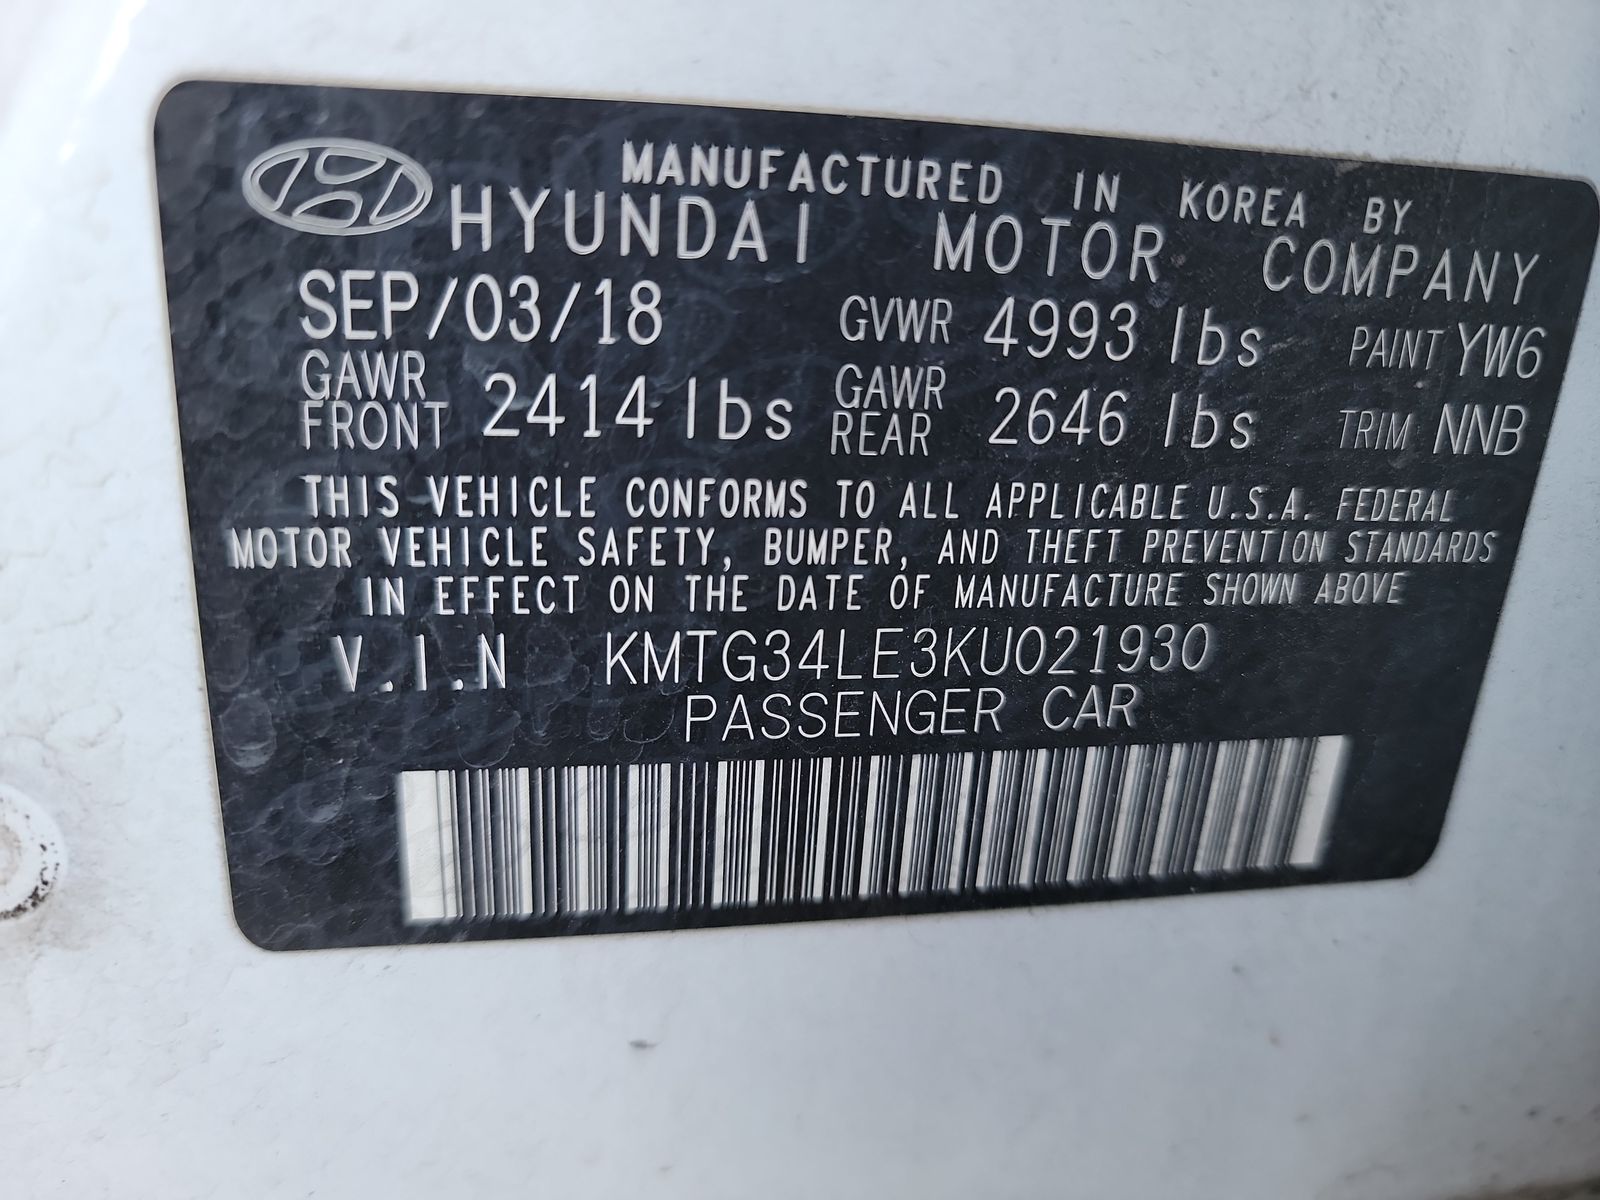 MANUFACTURED IN KOREA BY
HYUNDAI MOTOR COMPANY
SEP/03/18 GVWR 4993 lbs PAINT YW6
GAWR FRONT 2414 lbs GAWR REAR 2646 lbs TRIM NNB
THIS VEHICLE CONFORMS TO ALL APPLICABLE U.S.A. FEDERAL
MOTOR VEHICLE SAFETY, BUMPER, AND THEFT PREVENTION STANDARDS
IN EFFECT ON THE DATE OF MANUFACTURE SHOWN ABOVE
V.I.N KMTG34LE3KU021930
PASSENGER CAR